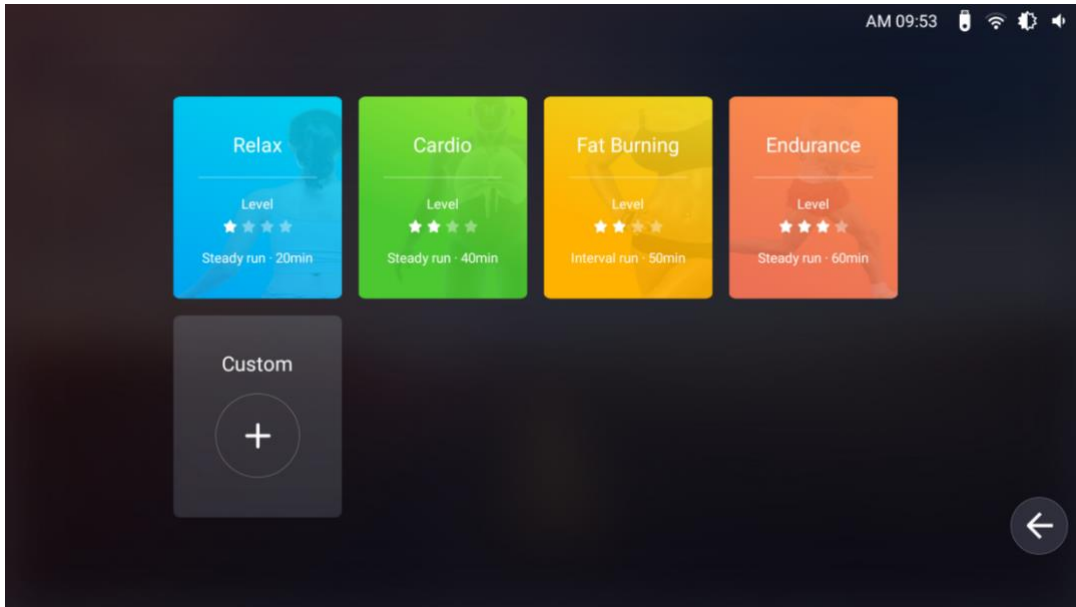 AM 09:53
Relax
Level
Steady run · 20min
Cardio
Level
Steady run · 40min
Fat Burning
Level
Interval run · 50min
Endurance
Level
Steady run · 60min
Custom